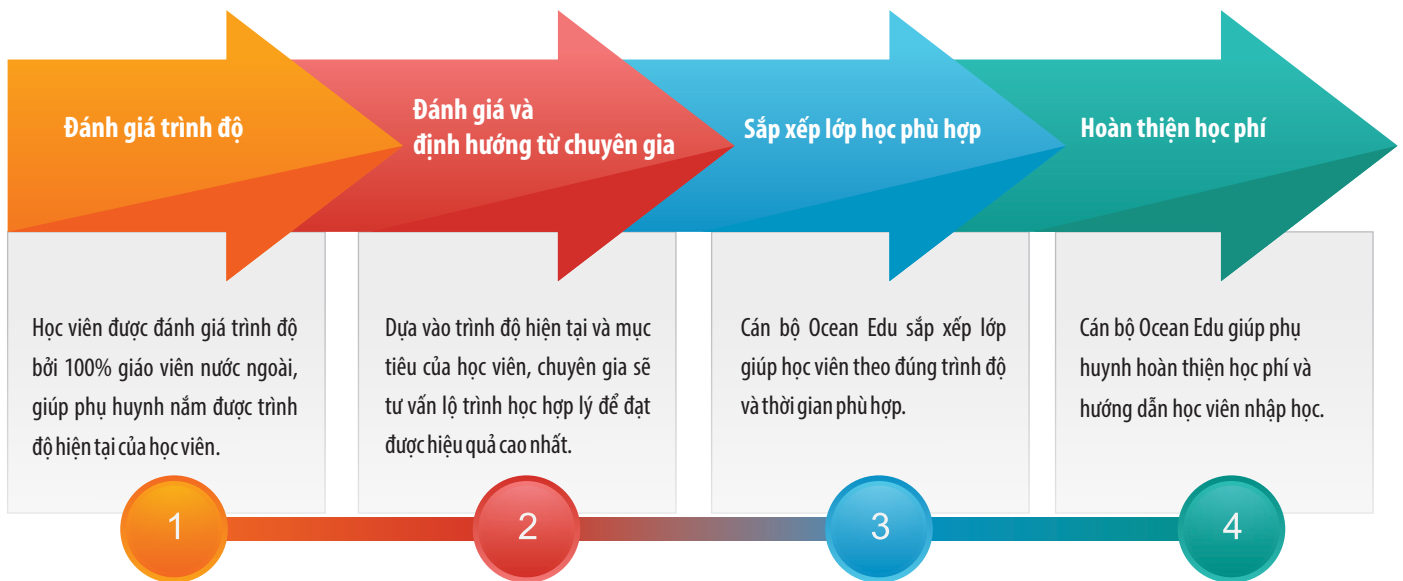 Đánh giá trình độ
Đánh giá và
định hướng từ chuyên gia
Sắp xếp lớp học phù hợp
Hoàn thiện học phí
Học viên được đánh giá trình độ
bởi 100% giáo viên nước ngoài,
giúp phụ huynh nắm được trình
độ hiện tại của học viên.
Dựa vào trình độ hiện tại và mục
tiêu của học viên, chuyên gia sẽ
tư vấn lộ trình học hợp lý để đạt
được hiệu quả cao nhất.
Cán bộ Ocean Edu sắp xếp lớp
giúp học viên theo đúng trình độ
và thời gian phù hợp.
Cán bộ Ocean Edu giúp phụ
huynh hoàn thiện học phí và
hướng dẫn học viên nhập học.
1
2
3
4